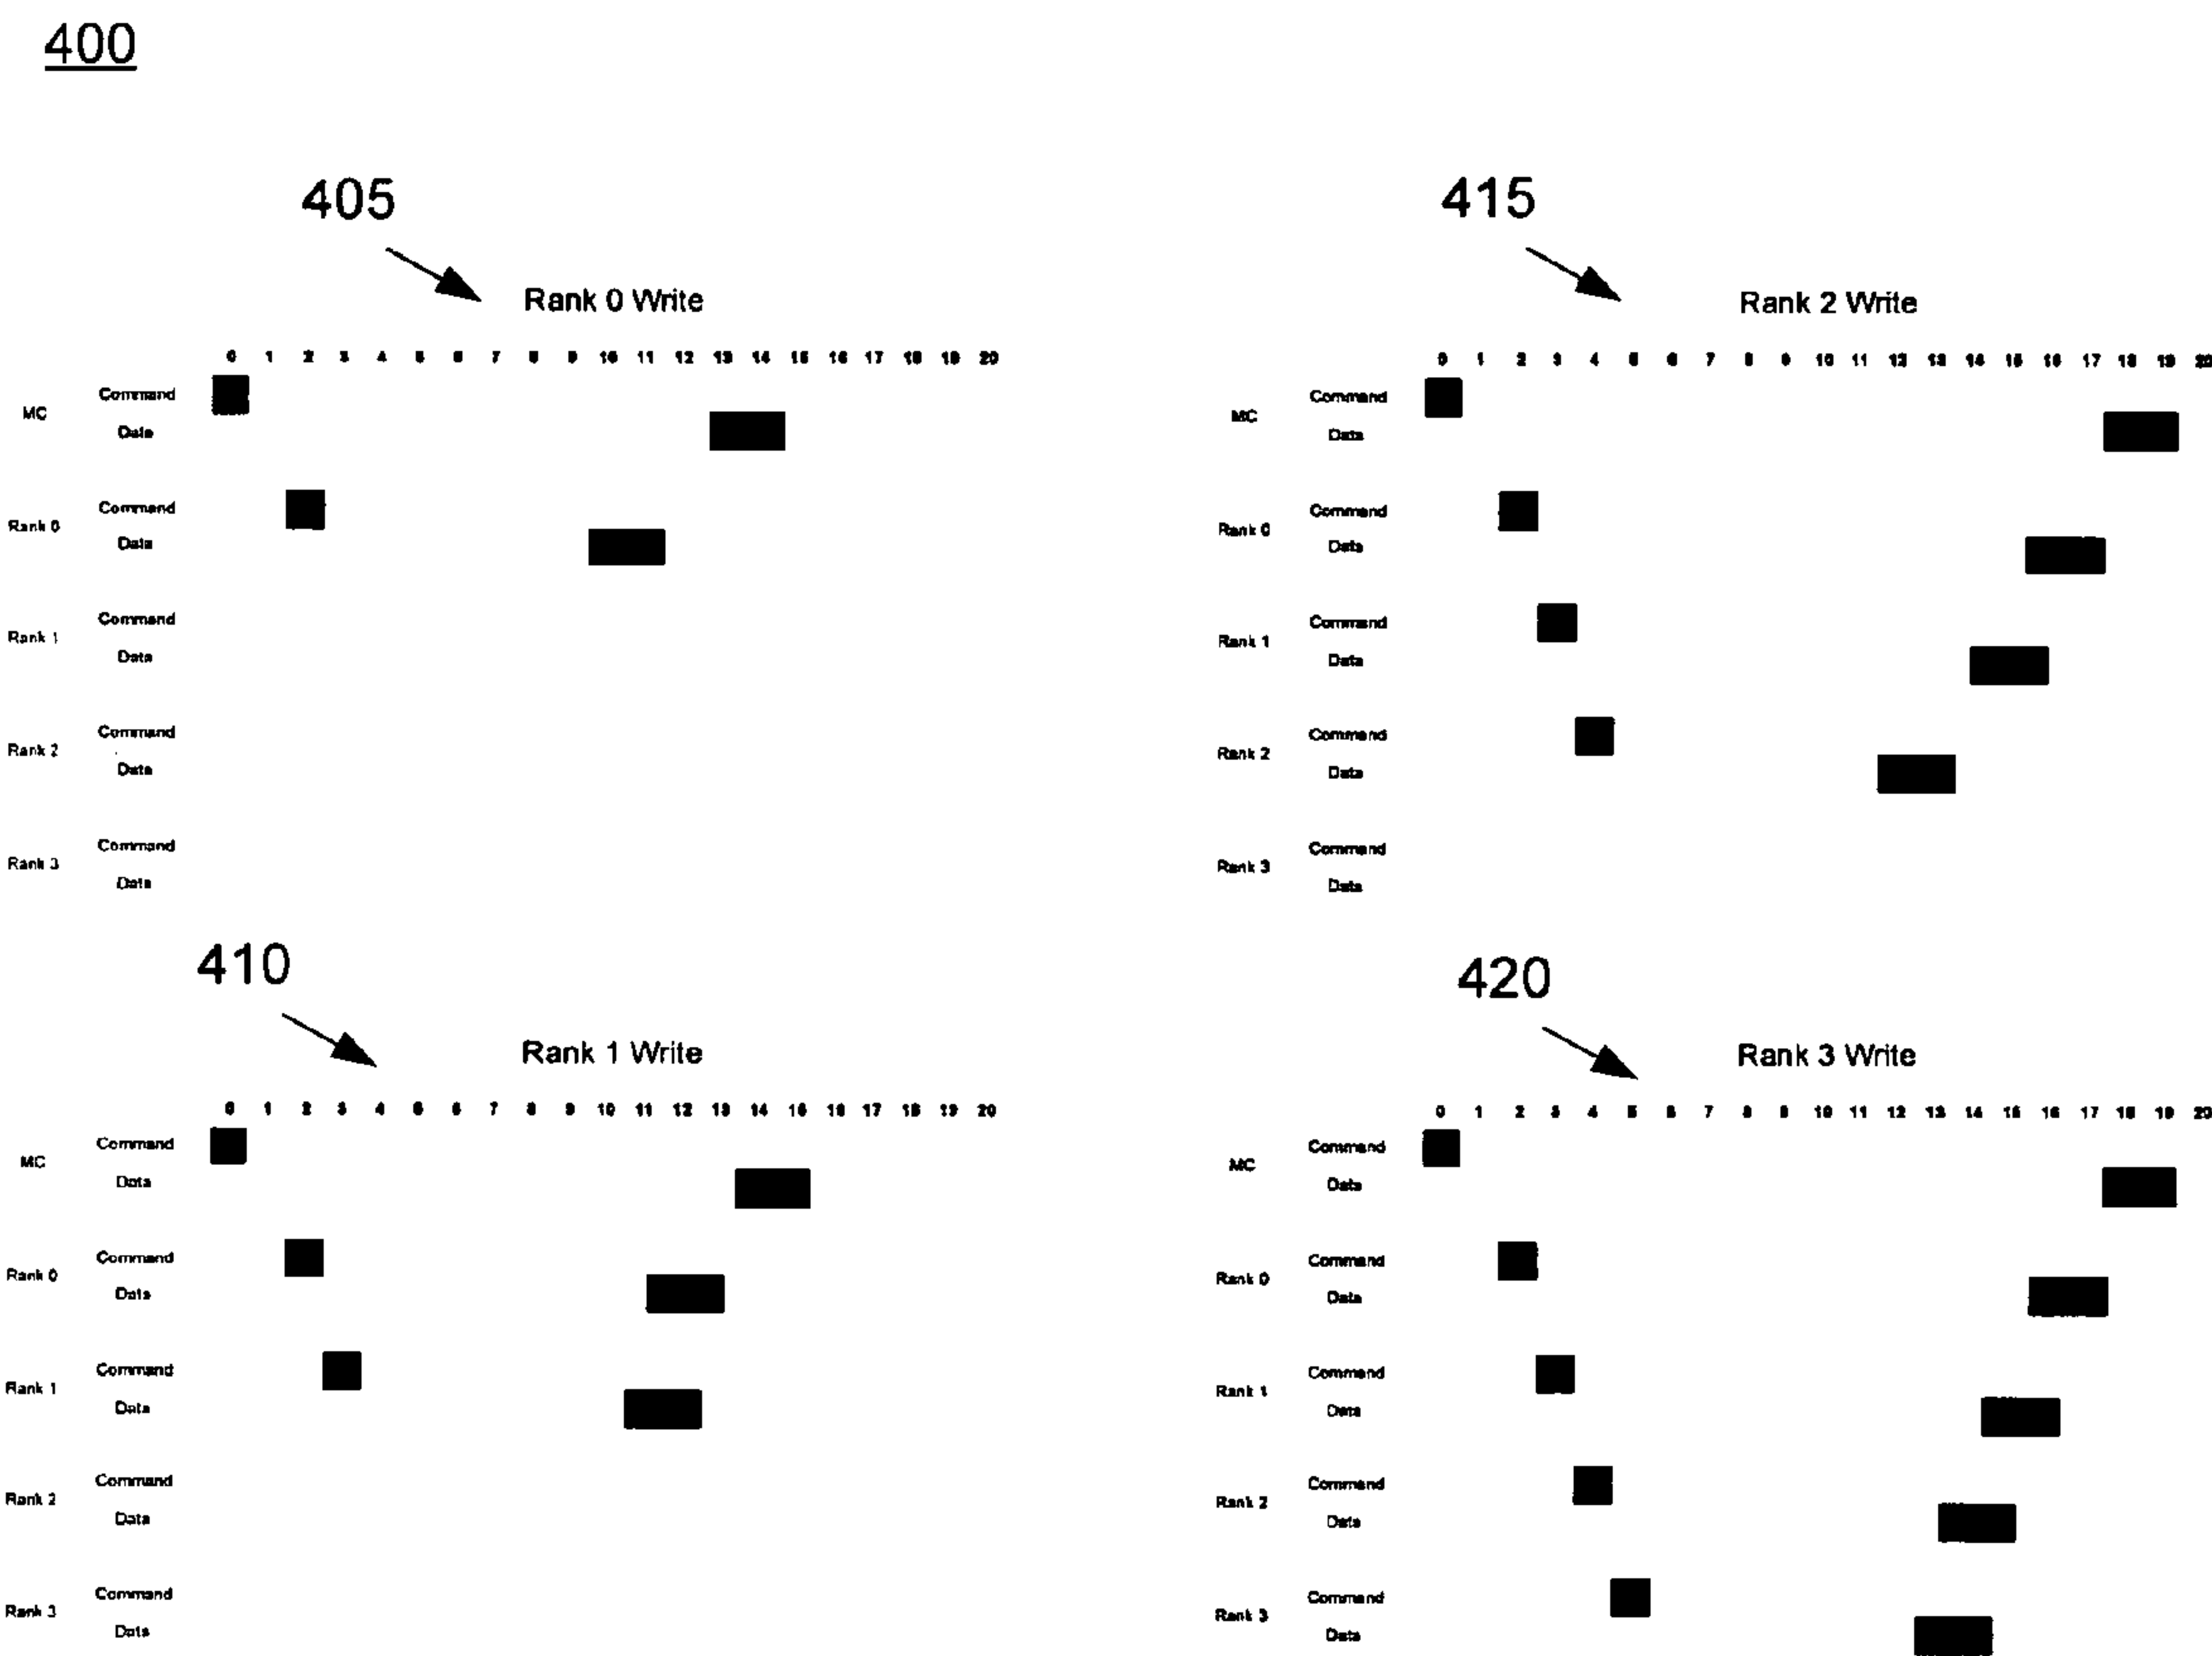 400
405
Rank 0 Write
0 1 2 3 4 5 6 7 8 9 10 11 12 13 14 15 16 17 18 19 20
MC
Command
Data
Rank 0
Command
Data
Rank 1
Command
Data
Rank 2
Command
Data
Rank 3
Command
Data
415
Rank 2 Write
0 1 2 3 4 5 6 7 8 9 10 11 12 13 14 15 16 17 18 19 20
MC
Command
Data
Rank 0
Command
Data
Rank 1
Command
Data
Rank 2
Command
Data
Rank 3
Command
Data
410
Rank 1 Write
0 1 2 3 4 5 6 7 8 9 10 11 12 13 14 15 16 17 18 19 20
MC
Command
Data
Rank 0
Command
Data
Rank 1
Command
Data
Rank 2
Command
Data
Rank 3
Command
Data
420
Rank 3 Write
0 1 2 3 4 5 6 7 8 9 10 11 12 13 14 15 16 17 18 19 20
MC
Command
Data
Rank 0
Command
Data
Rank 1
Command
Data
Rank 2
Command
Data
Rank 3
Command
Data